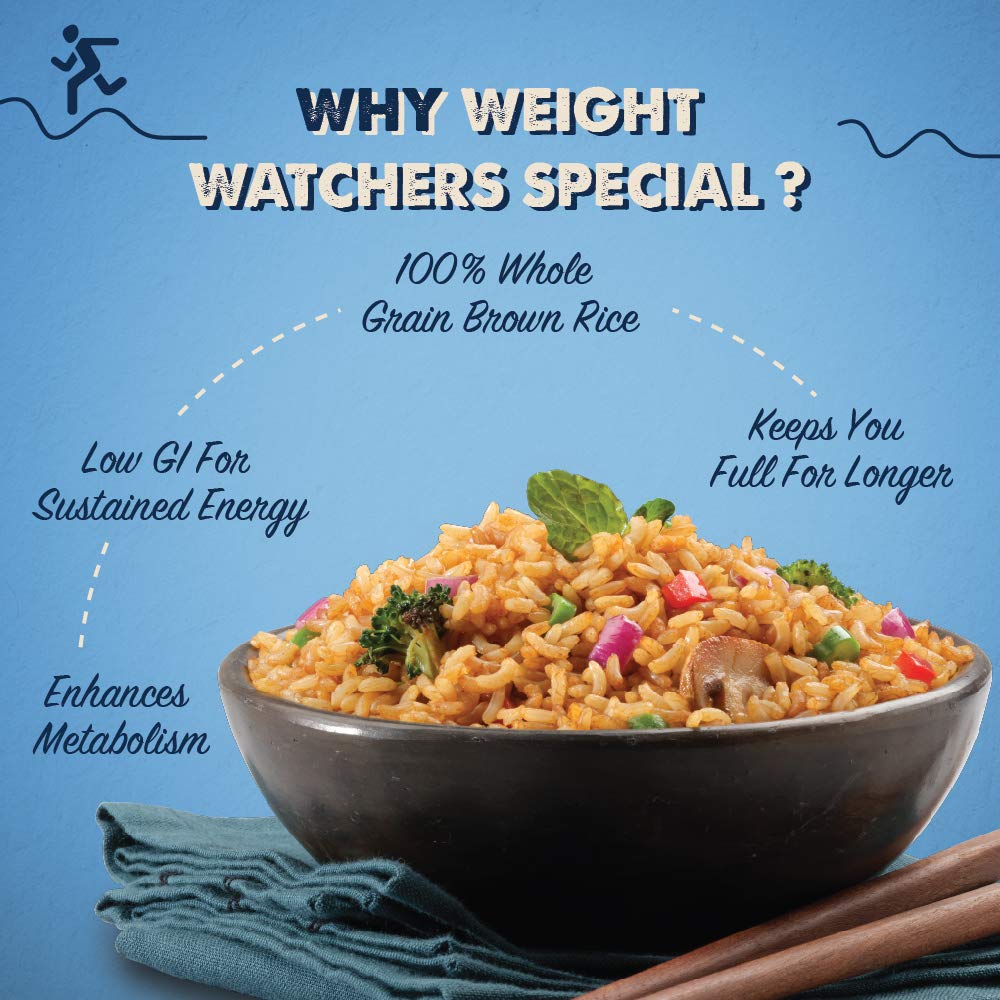 WHY WEIGHT
WATCHERS SPECIAL ?
100% Whole
Grain Brown Rice
Keeps You
Full For Longer
Low GI For
Sustained Energy
Enhances
Metabolism